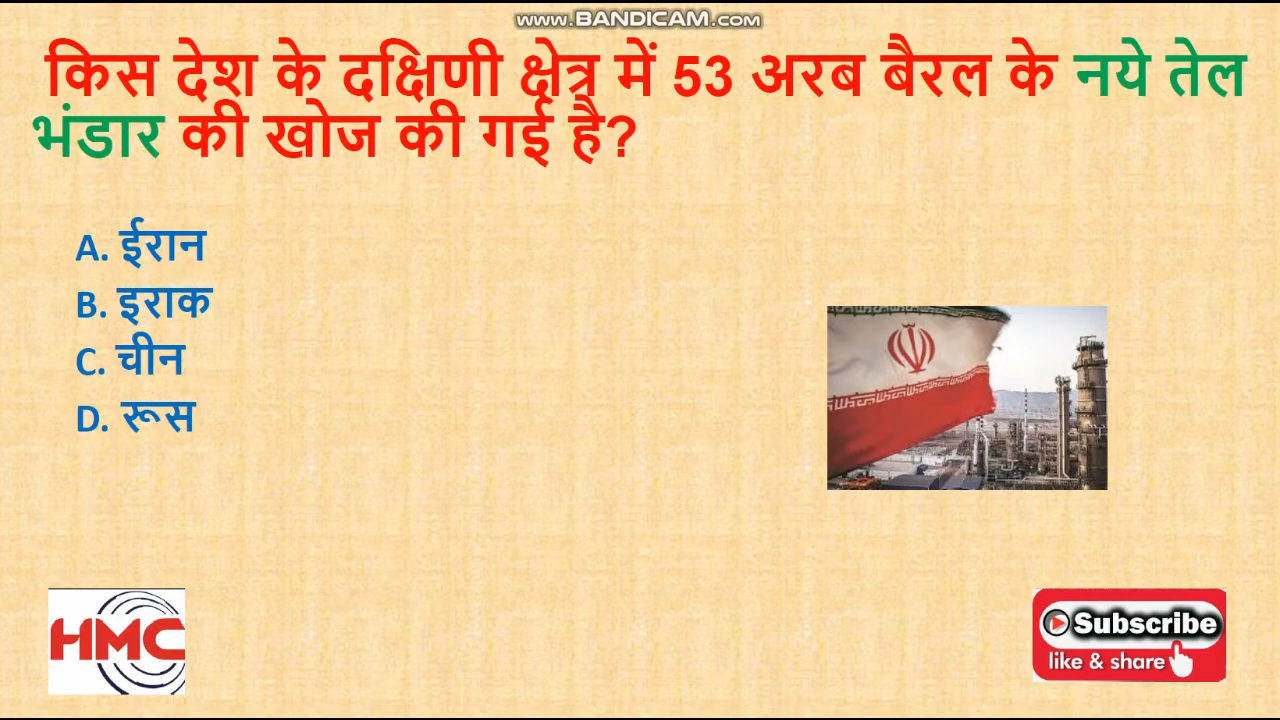 www.BANDICAM.com
किस देश के दक्षिणी क्षेत्र में 53 अरब बैरल के नये तेल
भंडार की खोज की गई है?
A. ईरान
B. इराक
C. चीन
D. रूस
HMC
Subscribe
like & share